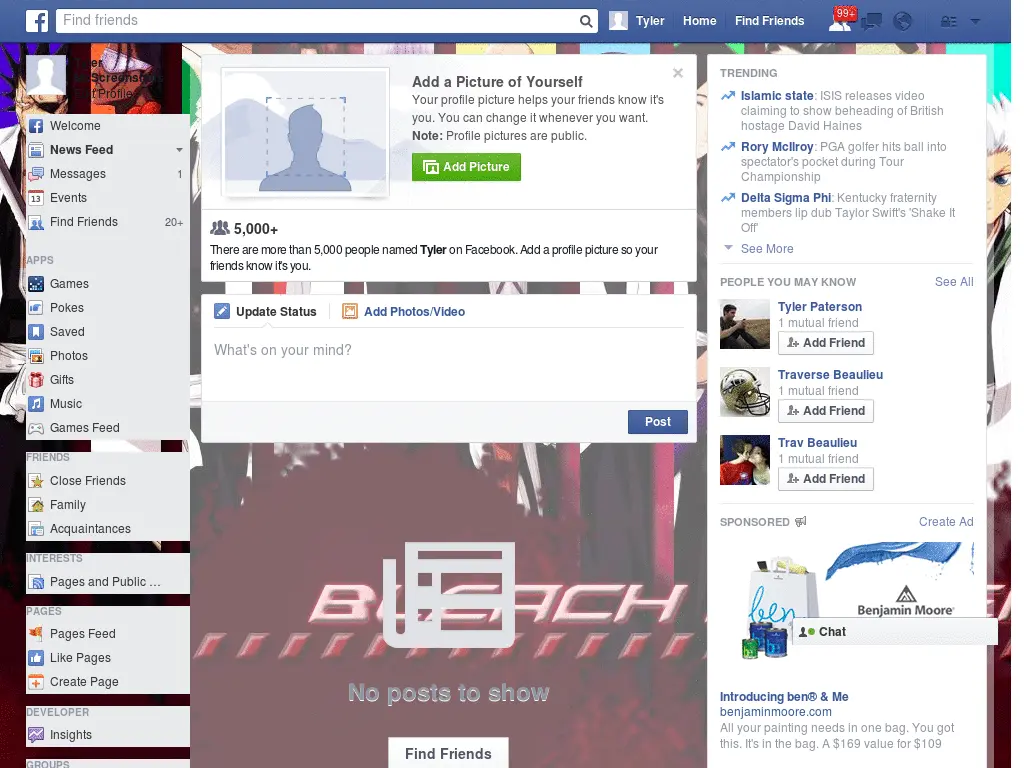 Find friends
Tyler
Home
Find Friends
99+
Tyler
Screensh
Profile
Welcome
News Feed
Messages 1
Events
Find Friends 20+
APPS
Games
Pokes
Saved
Photos
Gifts
Music
Games Feed
FRIENDS
Close Friends
Family
Acquaintances
INTERESTS
Pages and Public ...
PAGES
Pages Feed
Like Pages
Create Page
DEVELOPER
Insights
GROUPS
Add a Picture of Yourself
Your profile picture helps your friends know it's
you. You can change it whenever you want.
Note: Profile pictures are public.
Add Picture
5,000+
There are more than 5,000 people named Tyler on Facebook. Add a profile picture so your
friends know it's you.
Update Status
Add Photos/Video
What's on your mind?
Post
BLEACH
No posts to show
Find Friends
TRENDING
Islamic state: ISIS releases video
claiming to show beheading of British
hostage David Haines
Rory McIlroy: PGA golfer hits ball into
spectator's pocket during Tour
Championship
Delta Sigma Phi: Kentucky fraternity
members lip dub Taylor Swift's 'Shake It
Off'
See More
PEOPLE YOU MAY KNOW See All
Tyler Paterson
1 mutual friend
Add Friend
Traverse Beaulieu
1 mutual friend
Add Friend
Trav Beaulieu
1 mutual friend
Add Friend
SPONSORED Create Ad
ben
Benjamin Moore
Chat
Introducing ben® & Me
benjaminmoore.com
All your painting needs in one bag. You got
this. It's in the bag. A $169 value for $109